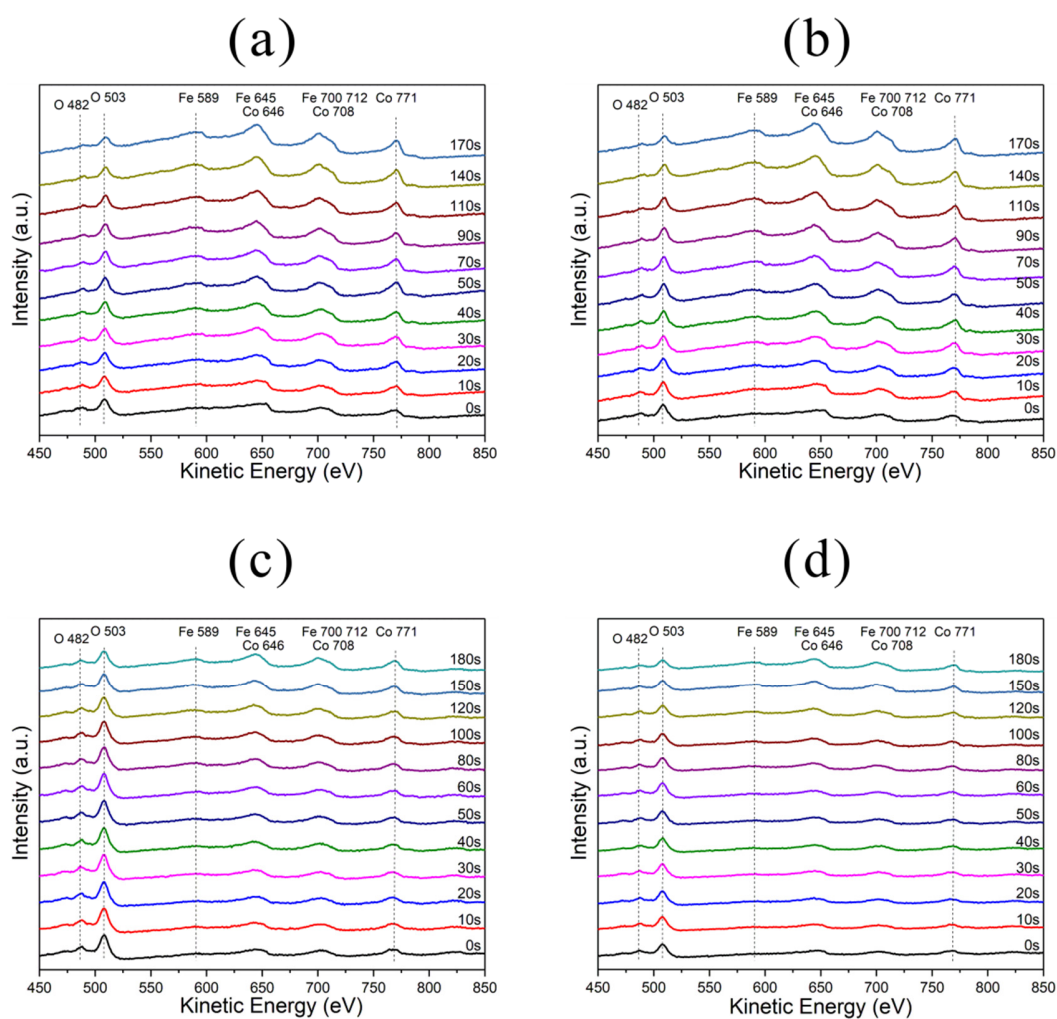 (a)
O 482 O 503 Fe 589 Fe 645 Fe 700 712 Co 771
Co 646 Co 708
170s
140s
110s
90s
70s
50s
40s
30s
20s
10s
0s
Intensity (a.u.)
450 500 550 600 650 700 750 800 850
Kinetic Energy (eV)
(b)
O 482 O 503 Fe 589 Fe 645 Fe 700 712 Co 771
Co 646 Co 708
170s
140s
110s
90s
70s
50s
40s
30s
20s
10s
0s
Intensity (a.u.)
450 500 550 600 650 700 750 800 850
Kinetic Energy (eV)
(c)
O 482 O 503 Fe 589 Fe 645 Fe 700 712 Co 771
Co 646 Co 708
180s
150s
120s
100s
80s
60s
50s
40s
30s
20s
10s
0s
Intensity (a.u.)
450 500 550 600 650 700 750 800 850
Kinetic Energy (eV)
(d)
O 482 O 503 Fe 589 Fe 645 Fe 700 712 Co 771
Co 646 Co 708
180s
150s
120s
100s
80s
60s
50s
40s
30s
20s
10s
0s
Intensity (a.u.)
450 500 550 600 650 700 750 800 850
Kinetic Energy (eV)